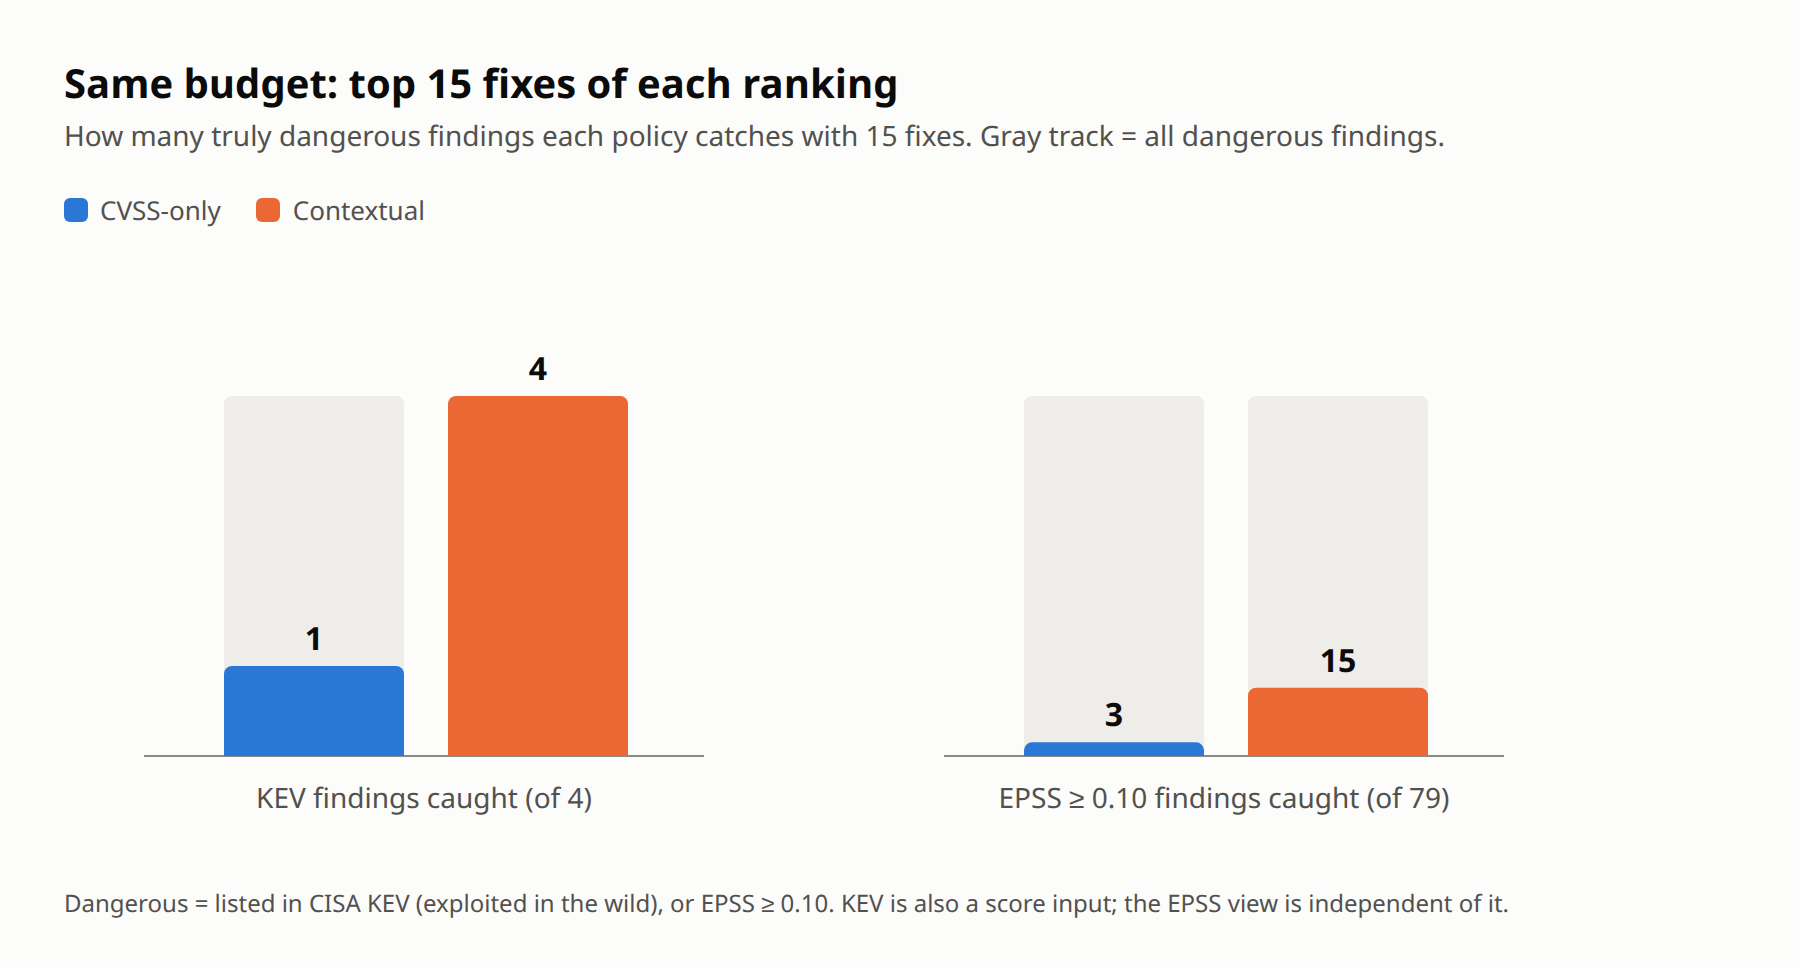 Same budget: top 15 fixes of each ranking
How many truly dangerous findings each policy catches with 15 fixes. Gray track = all dangerous findings.
CVSS-only
Contextual
1
4
KEV findings caught (of 4)
3
15
EPSS ≥ 0.10 findings caught (of 79)
Dangerous = listed in CISA KEV (exploited in the wild), or EPSS ≥ 0.10. KEV is also a score input; the EPSS view is independent of it.